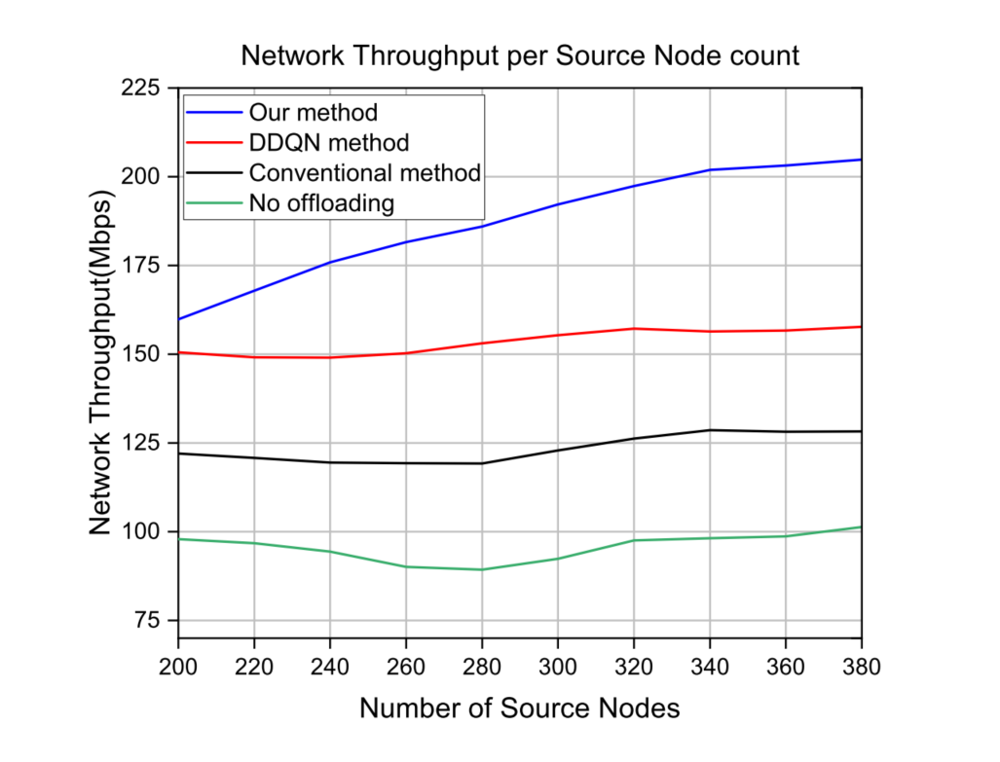 Network Throughput per Source Node count
225
200
175
150
125
100
75
Network Throughput(Mbps)
Our method
DDQN method
Conventional method
No offloading
200 220 240 260 280 300 320 340 360 380
Number of Source Nodes